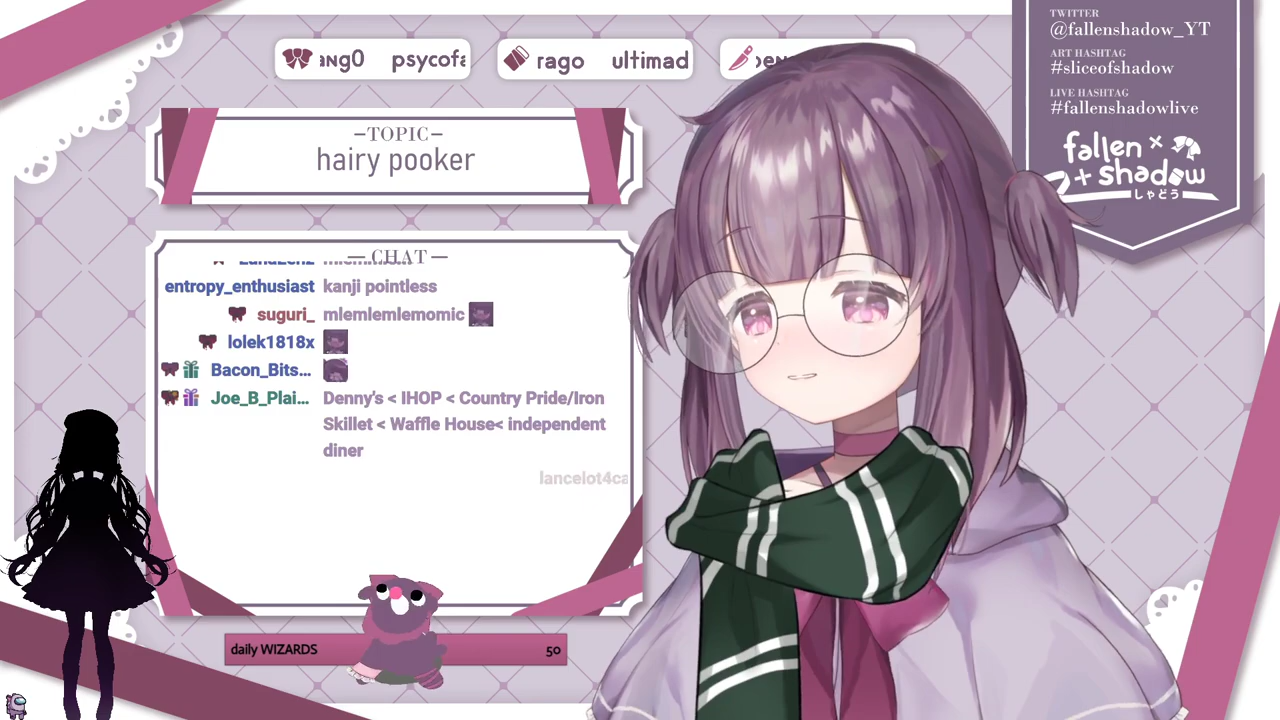 TWITTER
@fallenshadow_YT
ART HASHTAG
#sliceofshadow
LIVE HASHTAG
#fallenshadowlive
fallen ×
+ shadow
しゃどう
ang0 psycofa
rago ultimad
–TOPIC–
hairy pooker
— CHAT —
entropy_enthusiast kanji pointless
suguri_ mlemlemlemomic
lolek1818x
Bacon_Bits...
Joe_B_Plai... Denny's < IHOP < Country Pride/Iron
Skillet < Waffle House< independent
diner
lancelot4ca
daily WIZARDS 50